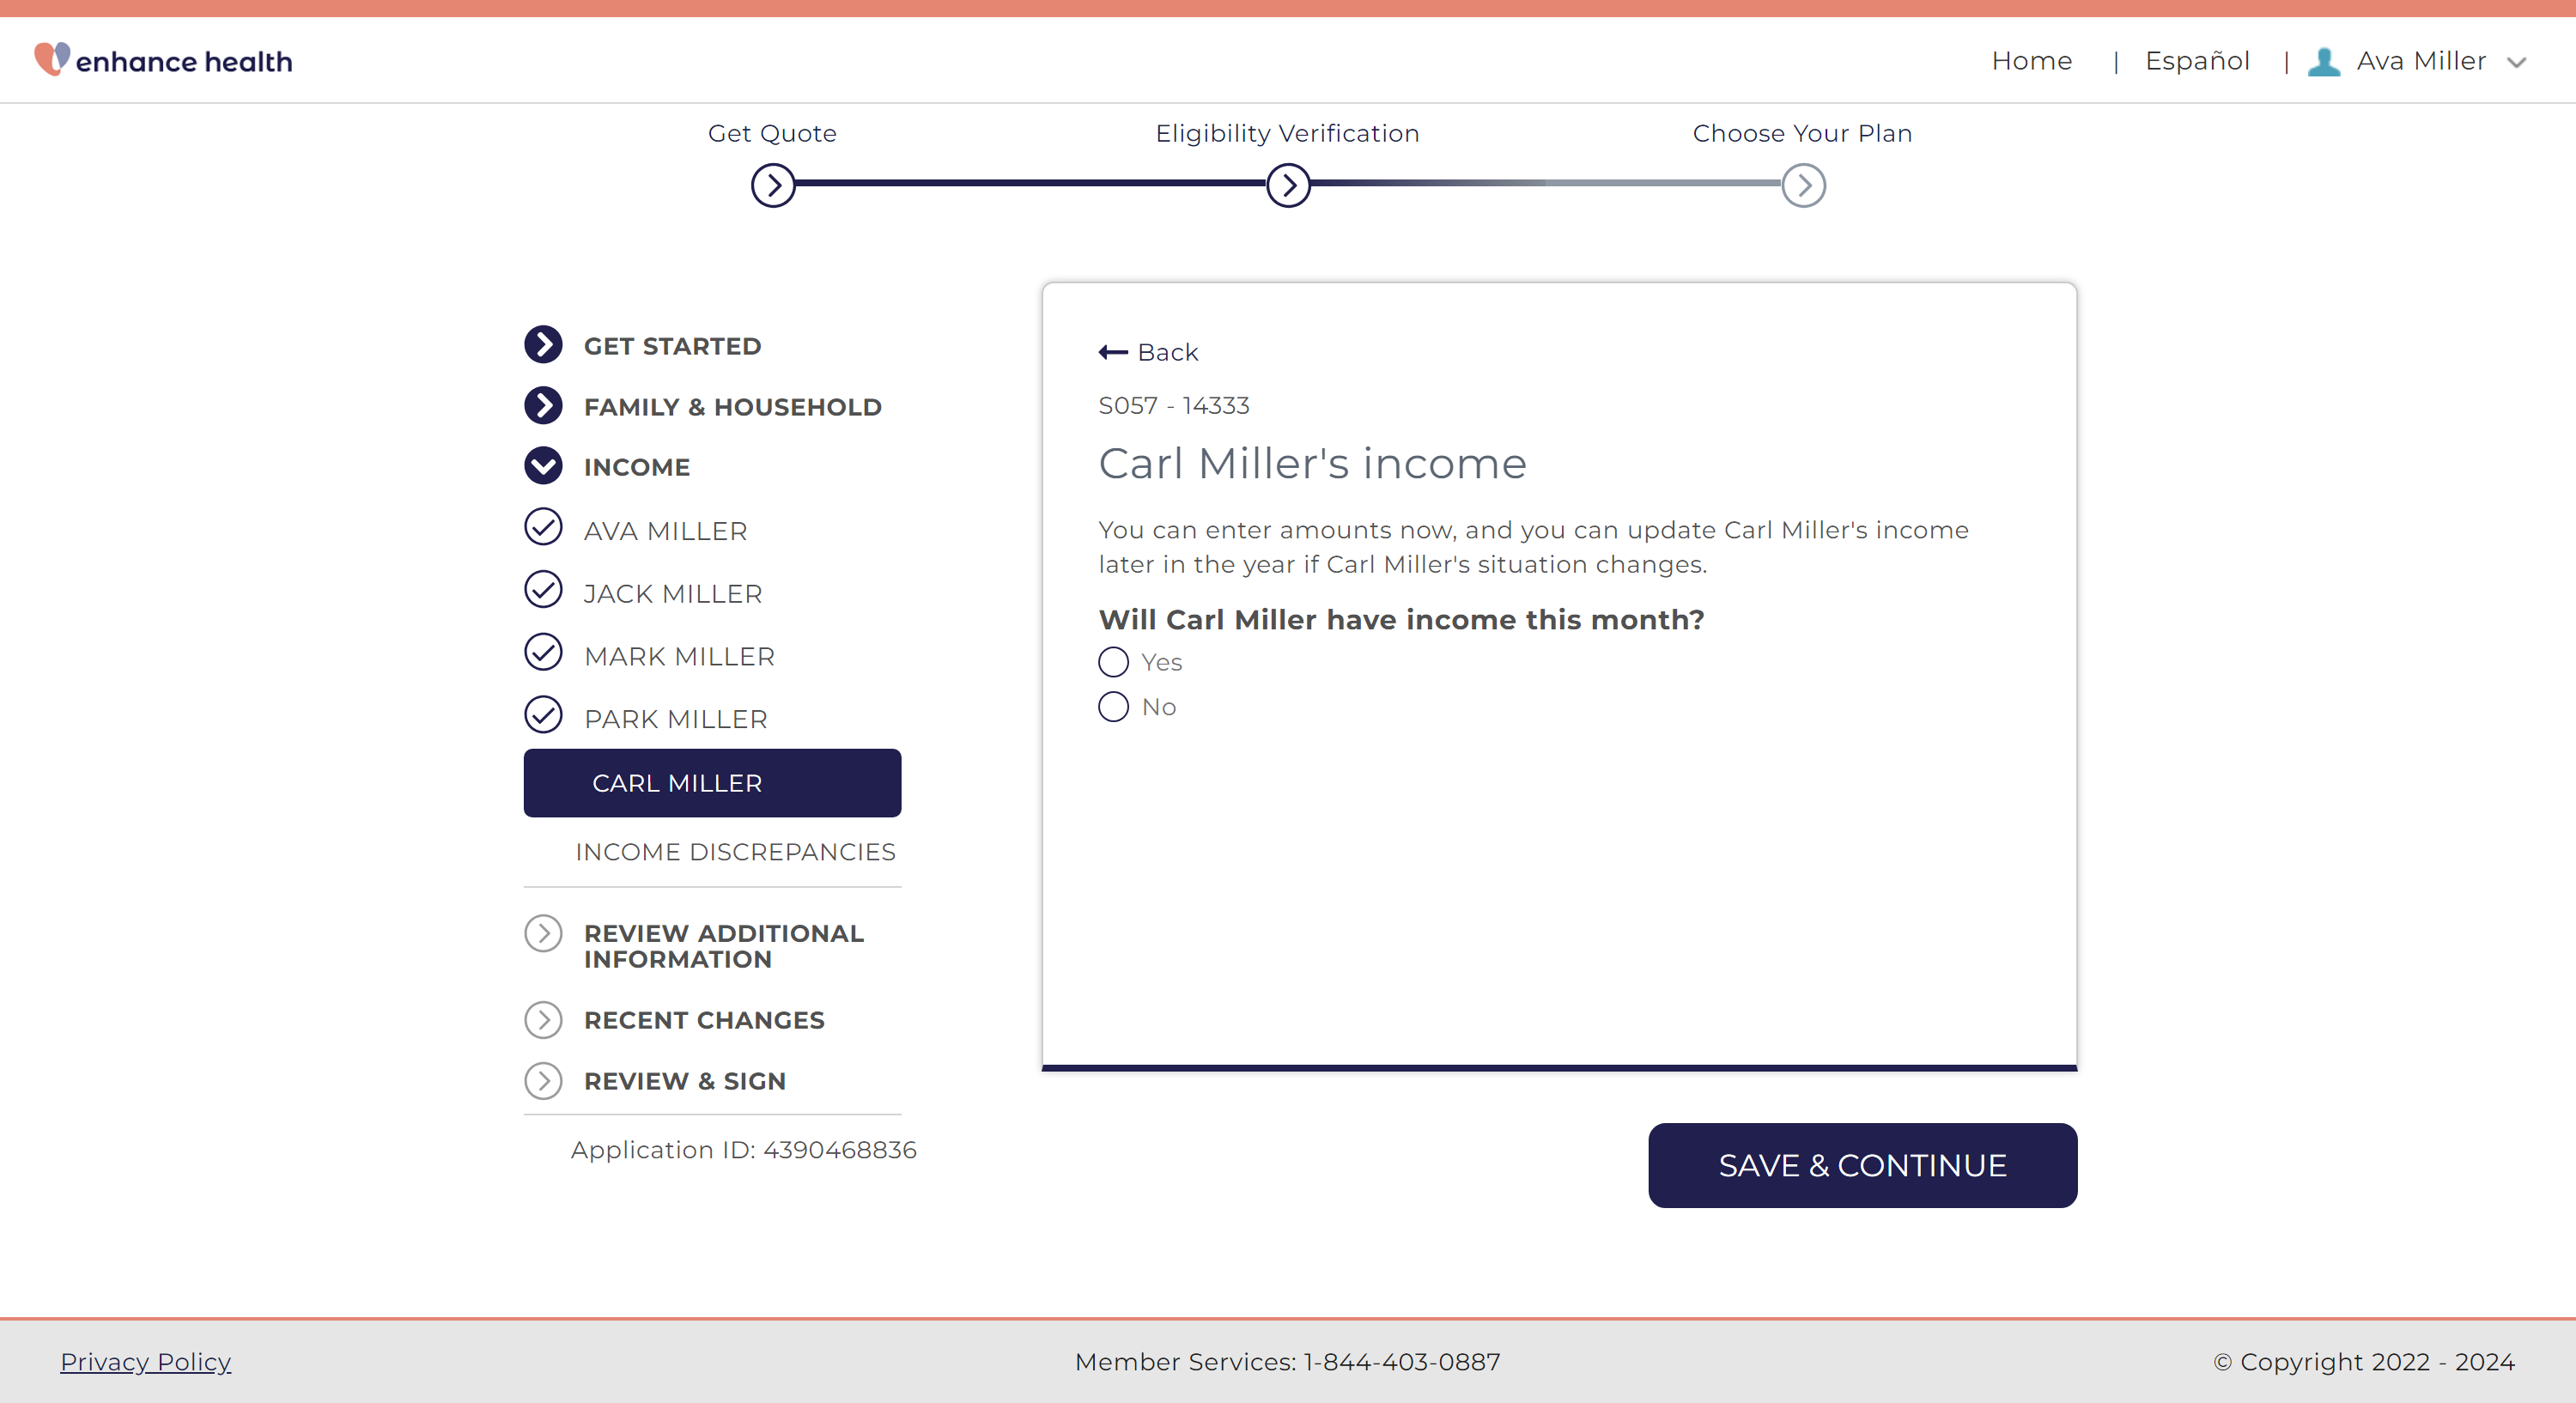 enhance health
Home | Español | Ava Miller
Get Quote
Eligibility Verification
Choose Your Plan
GET STARTED
FAMILY & HOUSEHOLD
INCOME
AVA MILLER
JACK MILLER
MARK MILLER
PARK MILLER
CARL MILLER
INCOME DISCREPANCIES
REVIEW ADDITIONAL
INFORMATION
RECENT CHANGES
REVIEW & SIGN
Application ID: 4390468836
Back
S057 - 14333
Carl Miller's income
You can enter amounts now, and you can update Carl Miller's income
later in the year if Carl Miller's situation changes.
Will Carl Miller have income this month?
Yes
No
SAVE & CONTINUE
Privacy Policy
Member Services: 1-844-403-0887
© Copyright 2022 - 2024